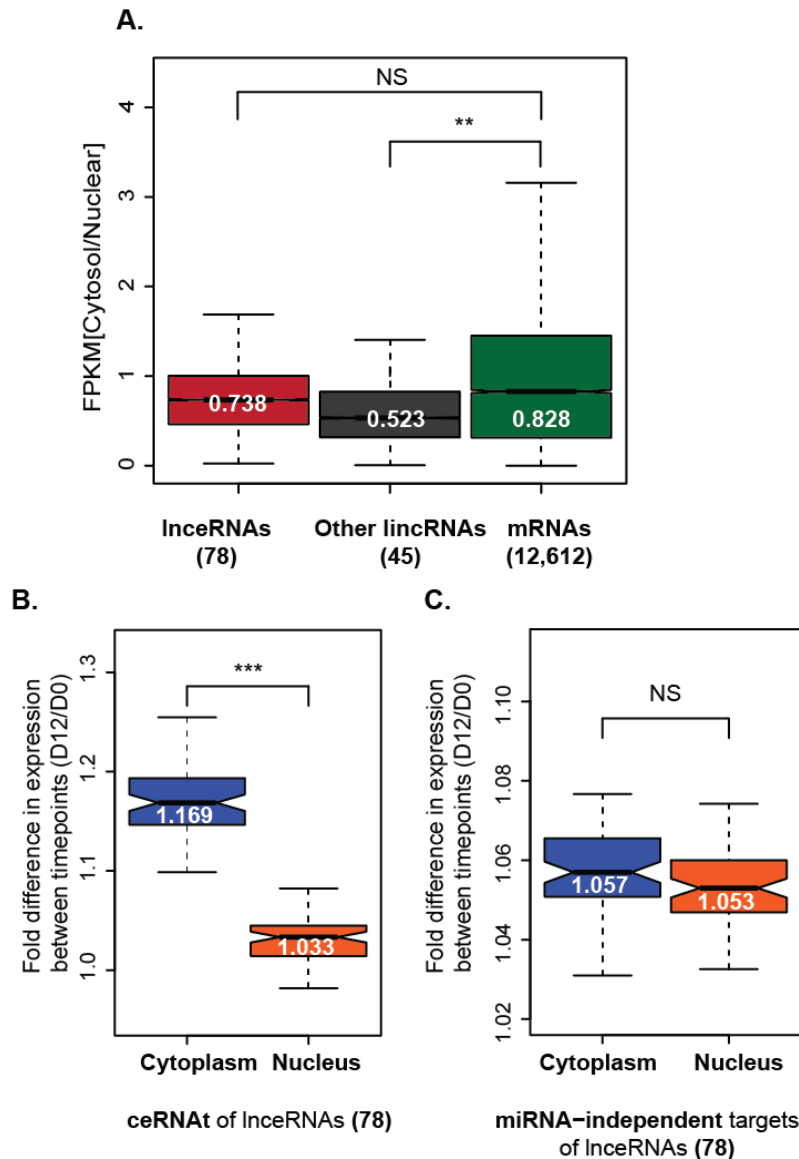 A.
NS
**
FPKM[Cytosol/Nuclear]
4
3
2
1
0
0.738
0.523
0.828
lnceRNAs
(78)
Other lincRNAs
(45)
mRNAs
(12,612)
B.
Fold difference in expression
between timepoints (D12/D0)
1.3
1.2
1.1
1.0
***
1.169
1.033
Cytoplasm
Nucleus
ceRNAt of lnceRNAs (78)
C.
Fold difference in expression
between timepoints (D12/D0)
1.10
1.08
1.06
1.04
1.02
NS
1.057
1.053
Cytoplasm
Nucleus
miRNA−independent targets
of lnceRNAs (78)